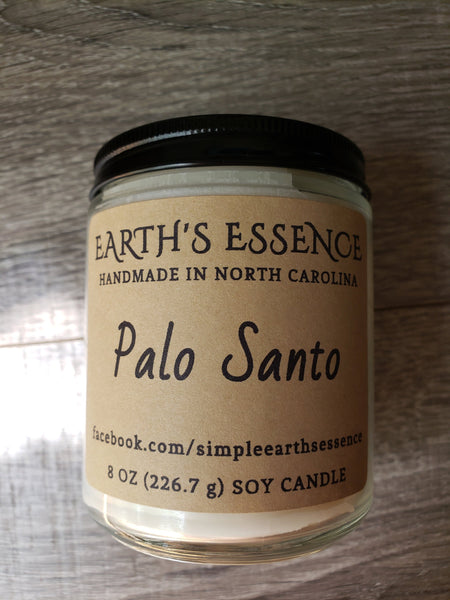 EARTH'S ESSENCE
HANDMADE IN NORTH CAROLINA
Palo Santo
facebook.com/simpleearthsessence
8 OZ (226.7 g) SOY CANDLE